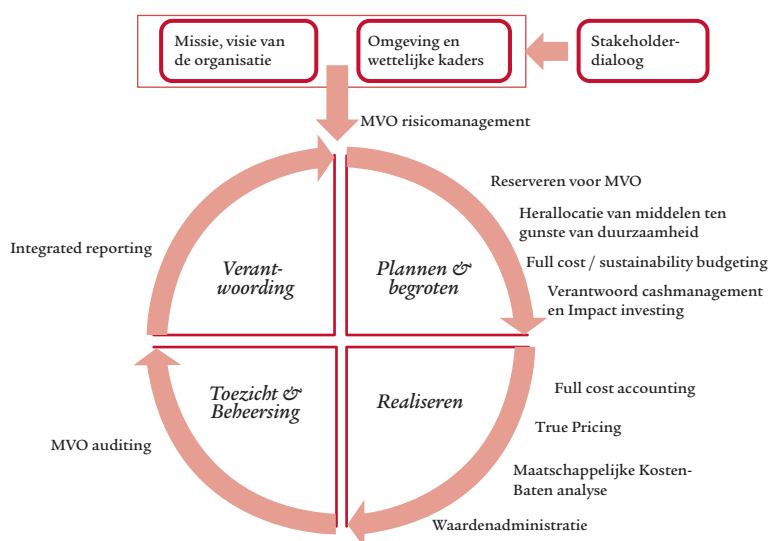 Missie, visie van
de organisatie
Omgeving en
wettelijke kaders
Stakeholder-
dialoog
MVO risicomanagement
Reserveren voor MVO
Herallocatie van middelen ten
gunste van duurzaamheid
Full cost / sustainability budgeting
Verantwoord cashmanagement
en Impact investing
Integrated reporting
Verant-
woording
Plannen &
begroten
Toezicht &
Beheersing
Realiseren
Full cost accounting
True Pricing
Maatschappelijke Kosten-
Baten analyse
Waardenadministratie
MVO auditing